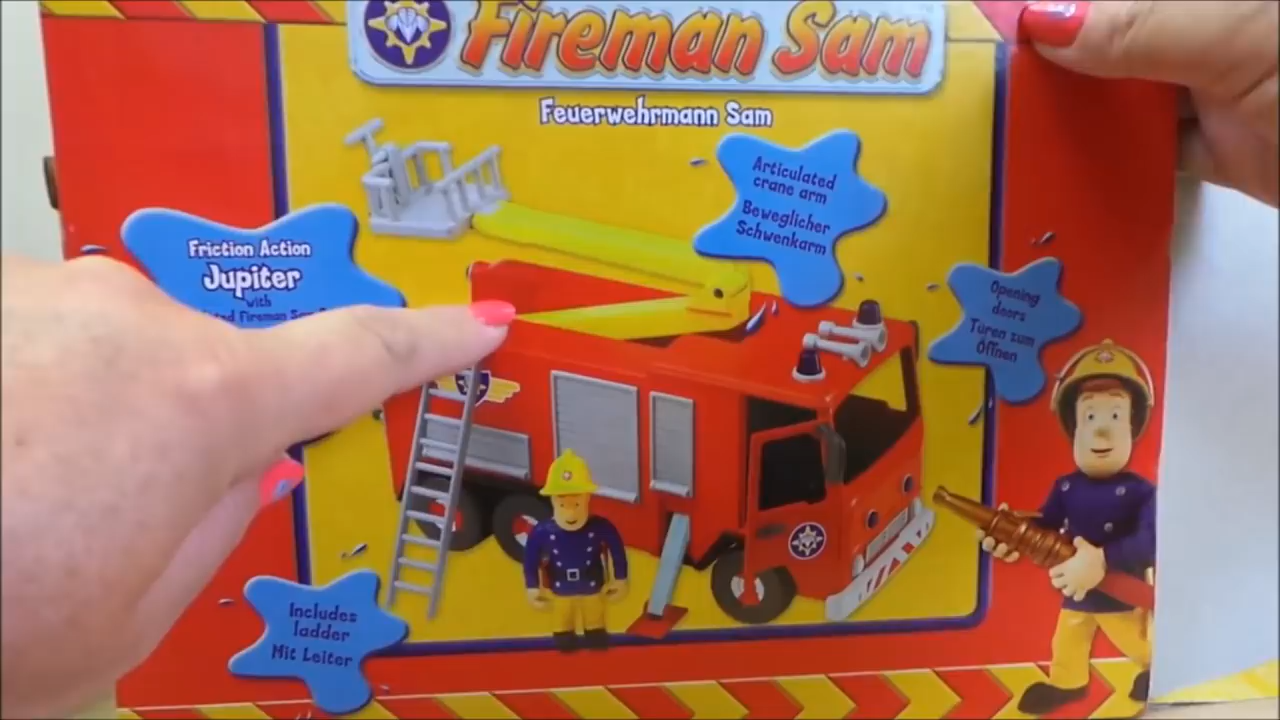 Fireman Sam
Feuerwehrmann Sam
Articulated
crane arm
Beweglicher
Schwenkarm
Friction Action
Jupiter
with
Fireman
Opening
doors
Türen zum
Öffnen
Includes
ladder
Mit Leiter